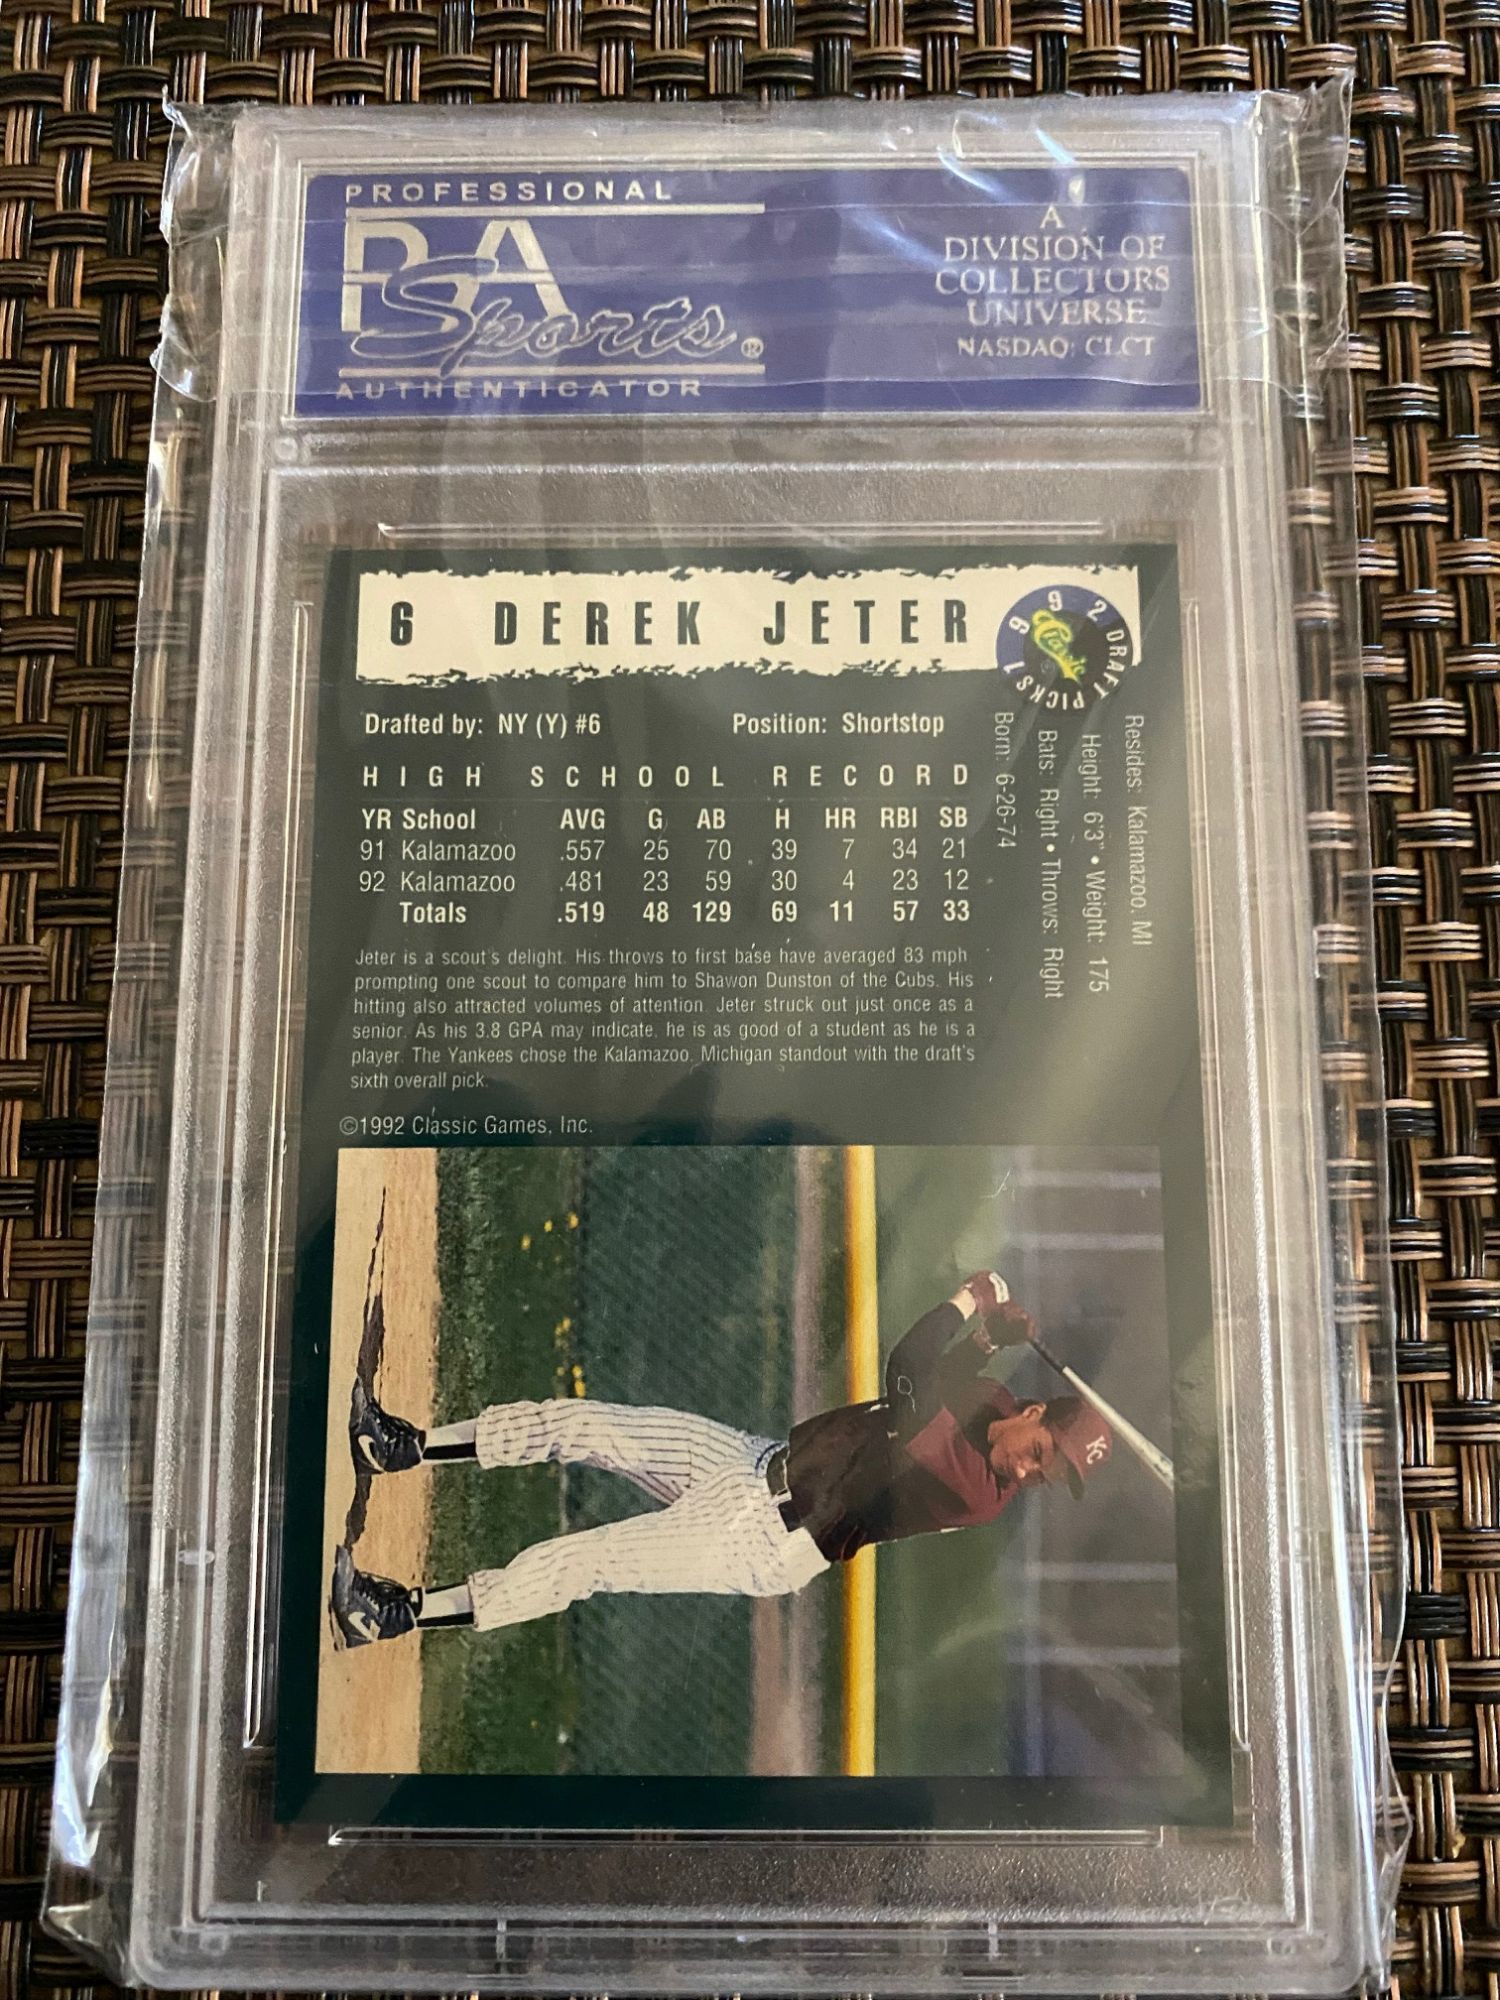 PROFESSIONAL
PSA
Sports®
AUTHENTICATOR
A
DIVISION OF
COLLECTORS
UNIVERSE
NASDAQ: CLCT
6 DEREK JETER
1992 DRAFT PICKS
Classic
Drafted by: NY (Y) #6 Position: Shortstop
HIGH SCHOOL RECORD
YR School AVG G AB H HR RBI SB
91 Kalamazoo .557 25 70 39 7 34 21
92 Kalamazoo .481 23 59 30 4 23 12
Totals .519 48 129 69 11 57 33
Jeter is a scout's delight. His throws to first base have averaged 83 mph
prompting one scout to compare him to Shawon Dunston of the Cubs. His
hitting also attracted volumes of attention. Jeter struck out just once as a
senior. As his 3.8 GPA may indicate, he is as good of a student as he is a
player. The Yankees chose the Kalamazoo, Michigan standout with the draft's
sixth overall pick.
©1992 Classic Games, Inc.
Resides: Kalamazoo, MI
Height: 6'3" • Weight: 175
Bats: Right • Throws: Right
Born: 6-26-74
KC